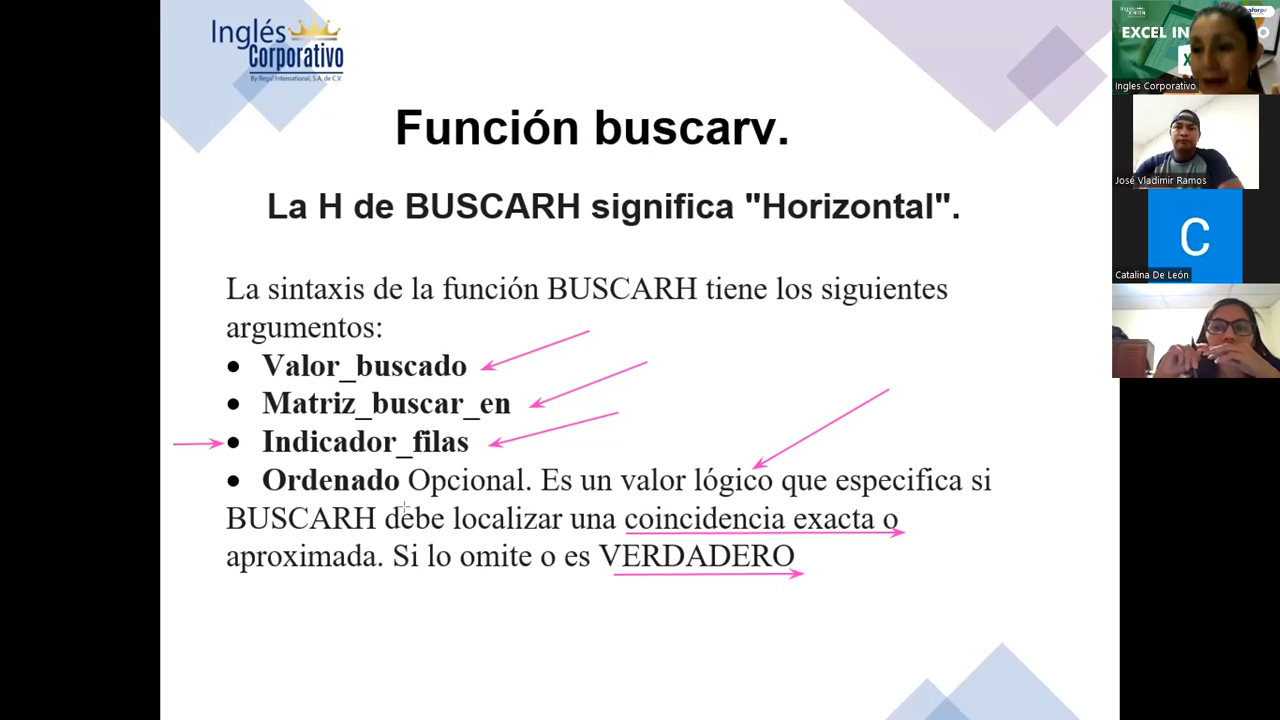 Inglés
Corporativo
By Regal International, S.A. de C.V.
Función buscarv.
La H de BUSCARH significa "Horizontal".
La sintaxis de la función BUSCARH tiene los siguientes
argumentos:
• Valor_buscado
• Matriz_buscar_en
• Indicador_filas
• Ordenado Opcional. Es un valor lógico que especifica si
BUSCARH debe localizar una coincidencia exacta o
aproximada. Si lo omite o es VERDADERO
EXCEL IN
O
Ingles Corporativo
José Vladimir Ramos
C
Catalina De León